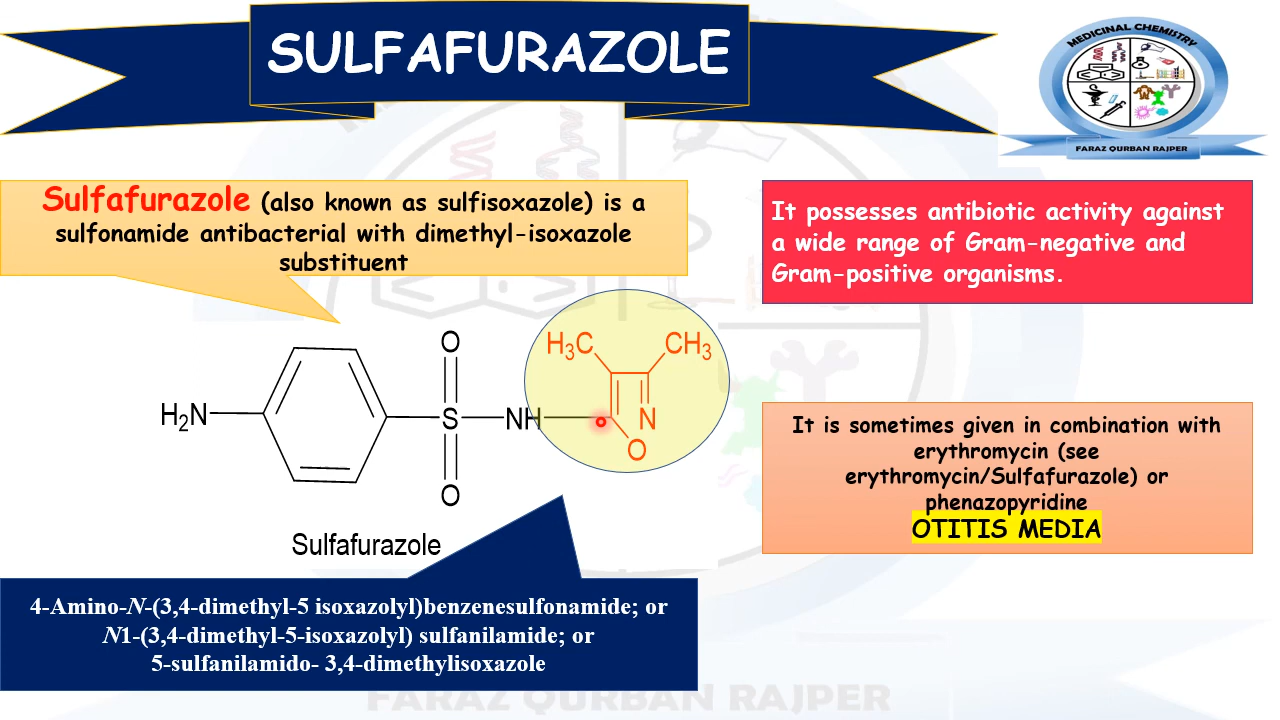 SULFAFURAZOLE
MEDICINAL CHEMISTRY
FARAZ QURBAN RAJPER
Sulfafurazole (also known as sulfisoxazole) is a
sulfonamide antibacterial with dimethyl-isoxazole
substituent
It possesses antibiotic activity against
a wide range of Gram-negative and
Gram-positive organisms.
O
H3C
CH3
H2N
S
NH
N
O
O
Sulfafurazole
It is sometimes given in combination with
erythromycin (see
erythromycin/Sulfafurazole) or
phenazopyridine
OTITIS MEDIA
4-Amino-N-(3,4-dimethyl-5 isoxazolyl)benzenesulfonamide; or
N1-(3,4-dimethyl-5-isoxazolyl) sulfanilamide; or
5-sulfanilamido- 3,4-dimethylisoxazole
FARAZ QURBAN RAJPER